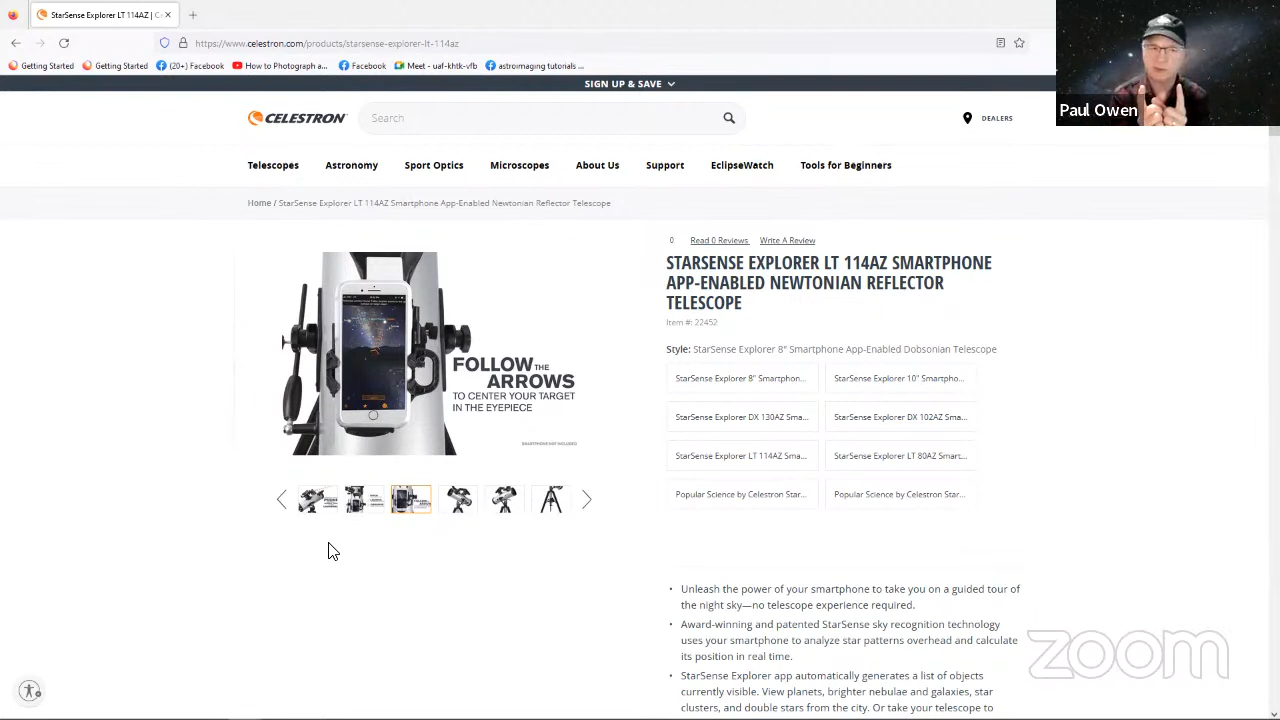 StarSense Explorer LT 114AZ | C
https://www.celestron.com/products/starsense-explorer-lt-114az
Getting Started
Getting Started
(20+) Facebook
How to Photograph a...
Facebook
Meet - uaf-khtk-vfb
astroimaging tutorials ...
Paul Owen
SIGN UP & SAVE
CELESTRON
Search
DEALERS
Telescopes
Astronomy
Sport Optics
Microscopes
About Us
Support
EclipseWatch
Tools for Beginners
Home / StarSense Explorer LT 114AZ Smartphone App-Enabled Newtonian Reflector Telescope
FOLLOW THE
ARROWS
TO CENTER YOUR TARGET
IN THE EYEPIECE
SMARTPHONE NOT INCLUDED
0 Read 0 Reviews Write A Review
STARSENSE EXPLORER LT 114AZ SMARTPHONE
APP-ENABLED NEWTONIAN REFLECTOR
TELESCOPE
Item #: 22452
Style: StarSense Explorer 8" Smartphone App-Enabled Dobsonian Telescope
StarSense Explorer 8" Smartphon...
StarSense Explorer 10" Smartpho...
StarSense Explorer DX 130AZ Sma...
StarSense Explorer DX 102AZ Sma...
StarSense Explorer LT 114AZ Sma...
StarSense Explorer LT 80AZ Smart...
Popular Science by Celestron Star...
Popular Science by Celestron Star...
• Unleash the power of your smartphone to take you on a guided tour of
the night sky—no telescope experience required.
• Award-winning and patented StarSense sky recognition technology
uses your smartphone to analyze star patterns overhead and calculate
its position in real time.
• StarSense Explorer app automatically generates a list of objects
currently visible. View planets, brighter nebulae and galaxies, star
clusters, and double stars from the city. Or take your telescope to
zoom